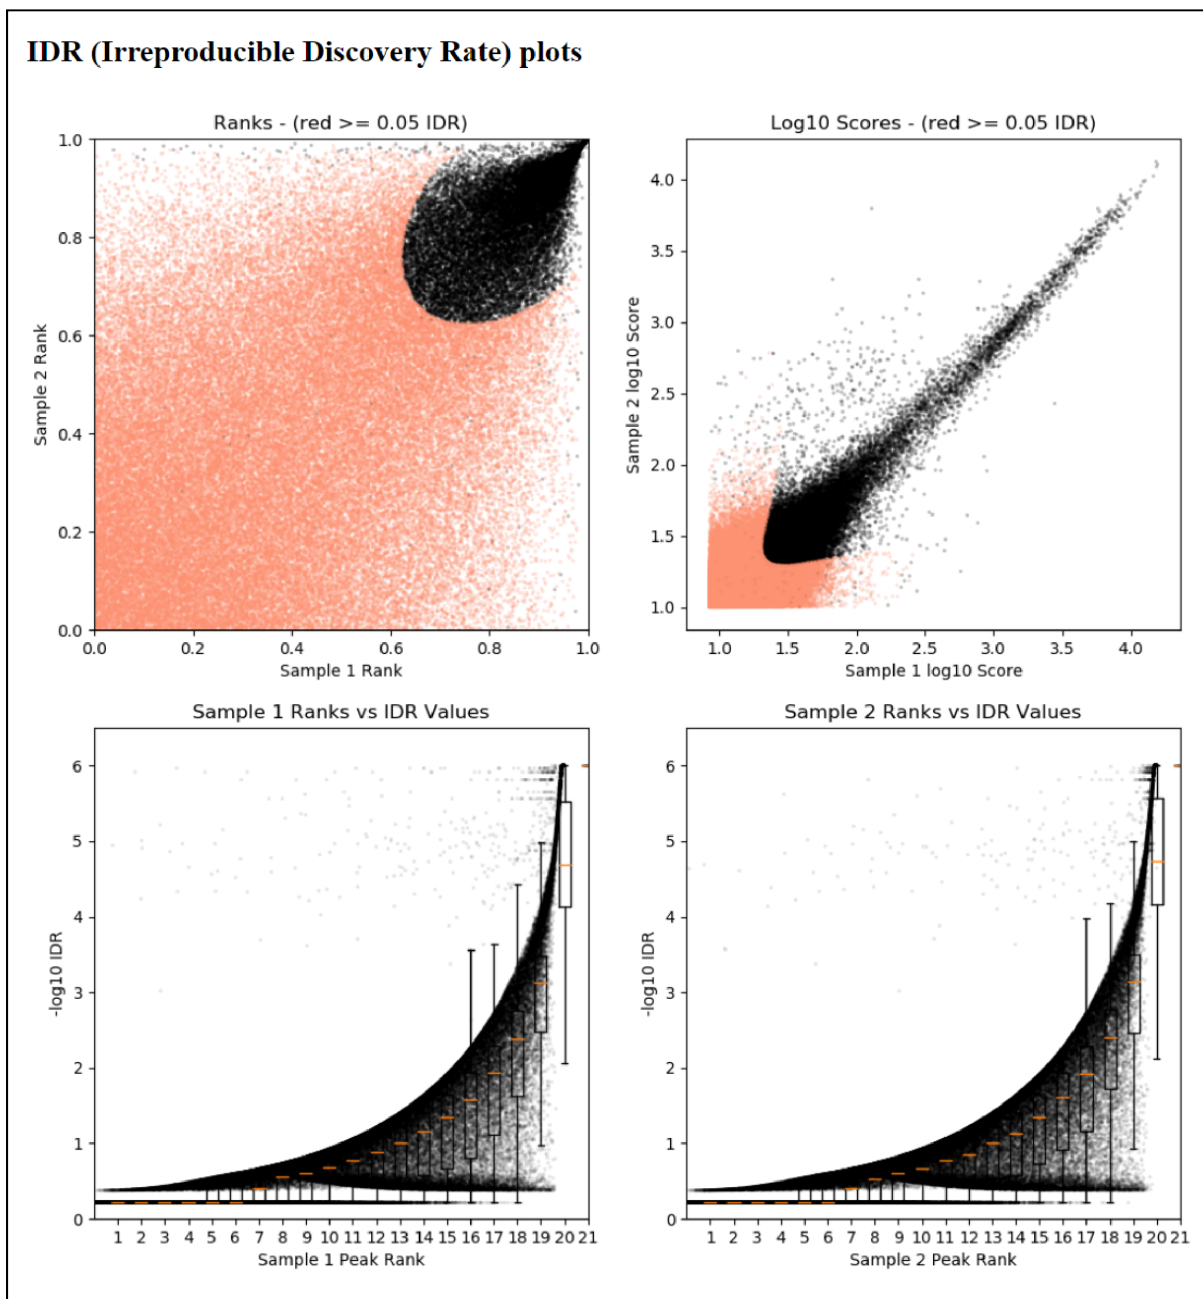 IDR (Irreproducible Discovery Rate) plots
Ranks - (red >= 0.05 IDR)
1.0
0.8
0.6
0.4
0.2
0.0
Sample 2 Rank
0.0 0.2 0.4 0.6 0.8 1.0
Sample 1 Rank
Log10 Scores - (red >= 0.05 IDR)
4.0
3.5
3.0
2.5
2.0
1.5
1.0
Sample 2 log10 Score
1.0 1.5 2.0 2.5 3.0 3.5 4.0
Sample 1 log10 Score
Sample 1 Ranks vs IDR Values
6
5
4
3
2
1
0
-log10 IDR
1 2 3 4 5 6 7 8 9 10 11 12 13 14 15 16 17 18 19 20 21
Sample 1 Peak Rank
Sample 2 Ranks vs IDR Values
6
5
4
3
2
1
0
-log10 IDR
1 2 3 4 5 6 7 8 9 10 11 12 13 14 15 16 17 18 19 20 21
Sample 2 Peak Rank